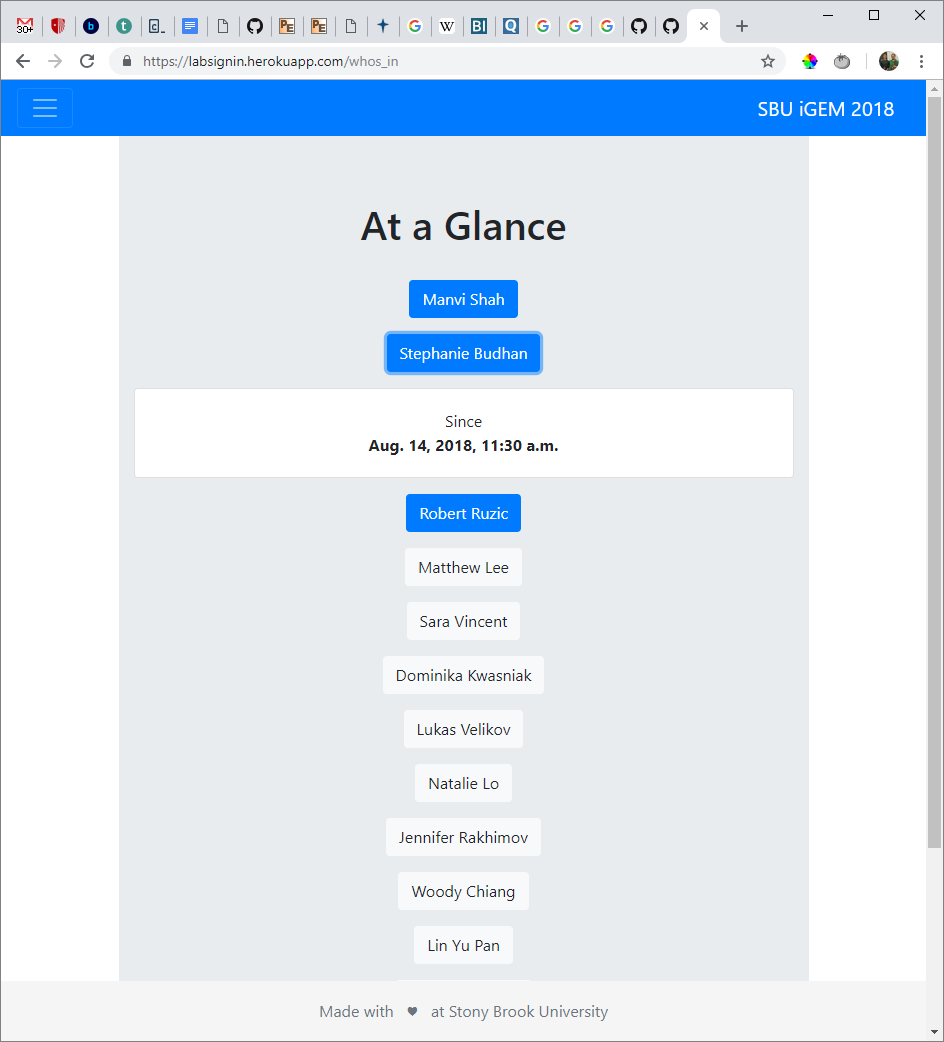 https://labsignin.herokuapp.com/whos_in
SBU iGEM 2018
At a Glance
Manvi Shah
Stephanie Budhan
Since
Aug. 14, 2018, 11:30 a.m.
Robert Ruzic
Matthew Lee
Sara Vincent
Dominika Kwasniak
Lukas Velikov
Natalie Lo
Jennifer Rakhimov
Woody Chiang
Lin Yu Pan
Made with ♥ at Stony Brook University